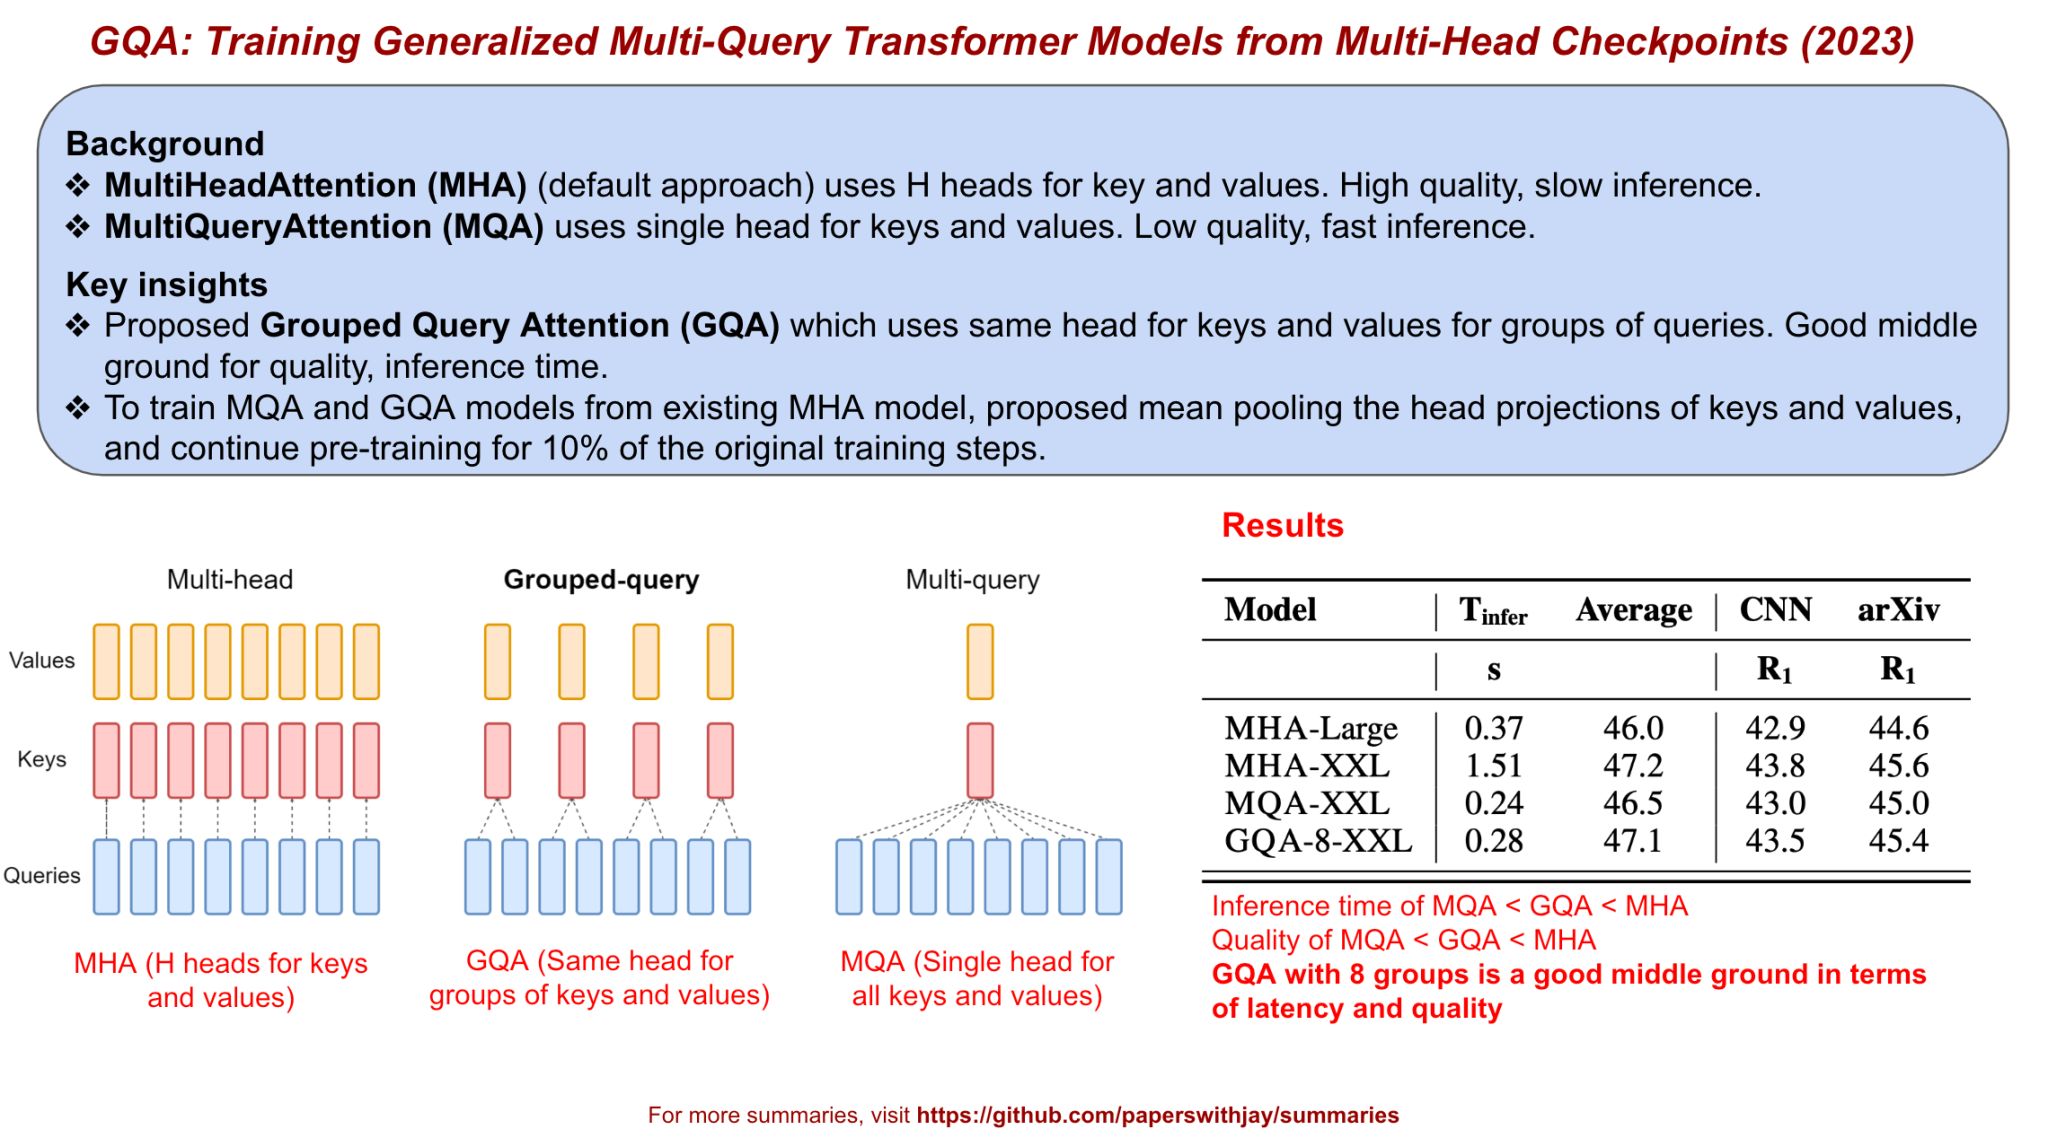 GQA: Training Generalized Multi-Query Transformer Models from Multi-Head Checkpoints (2023)
Background
❖ MultiHeadAttention (MHA) (default approach) uses H heads for key and values. High quality, slow inference.
❖ MultiQueryAttention (MQA) uses single head for keys and values. Low quality, fast inference.
Key insights
❖ Proposed Grouped Query Attention (GQA) which uses same head for keys and values for groups of queries. Good middle
ground for quality, inference time.
❖ To train MQA and GQA models from existing MHA model, proposed mean pooling the head projections of keys and values,
and continue pre-training for 10% of the original training steps.
Multi-head Grouped-query Multi-query
Values
Keys
Queries
MHA (H heads for keys
and values)
GQA (Same head for
groups of keys and values)
MQA (Single head for
all keys and values)
Results
Model Tinfer Average CNN arXiv
s R1 R1
MHA-Large 0.37 46.0 42.9 44.6
MHA-XXL 1.51 47.2 43.8 45.6
MQA-XXL 0.24 46.5 43.0 45.0
GQA-8-XXL 0.28 47.1 43.5 45.4
Inference time of MQA < GQA < MHA
Quality of MQA < GQA < MHA
GQA with 8 groups is a good middle ground in terms
of latency and quality
For more summaries, visit https://github.com/paperswithjay/summaries